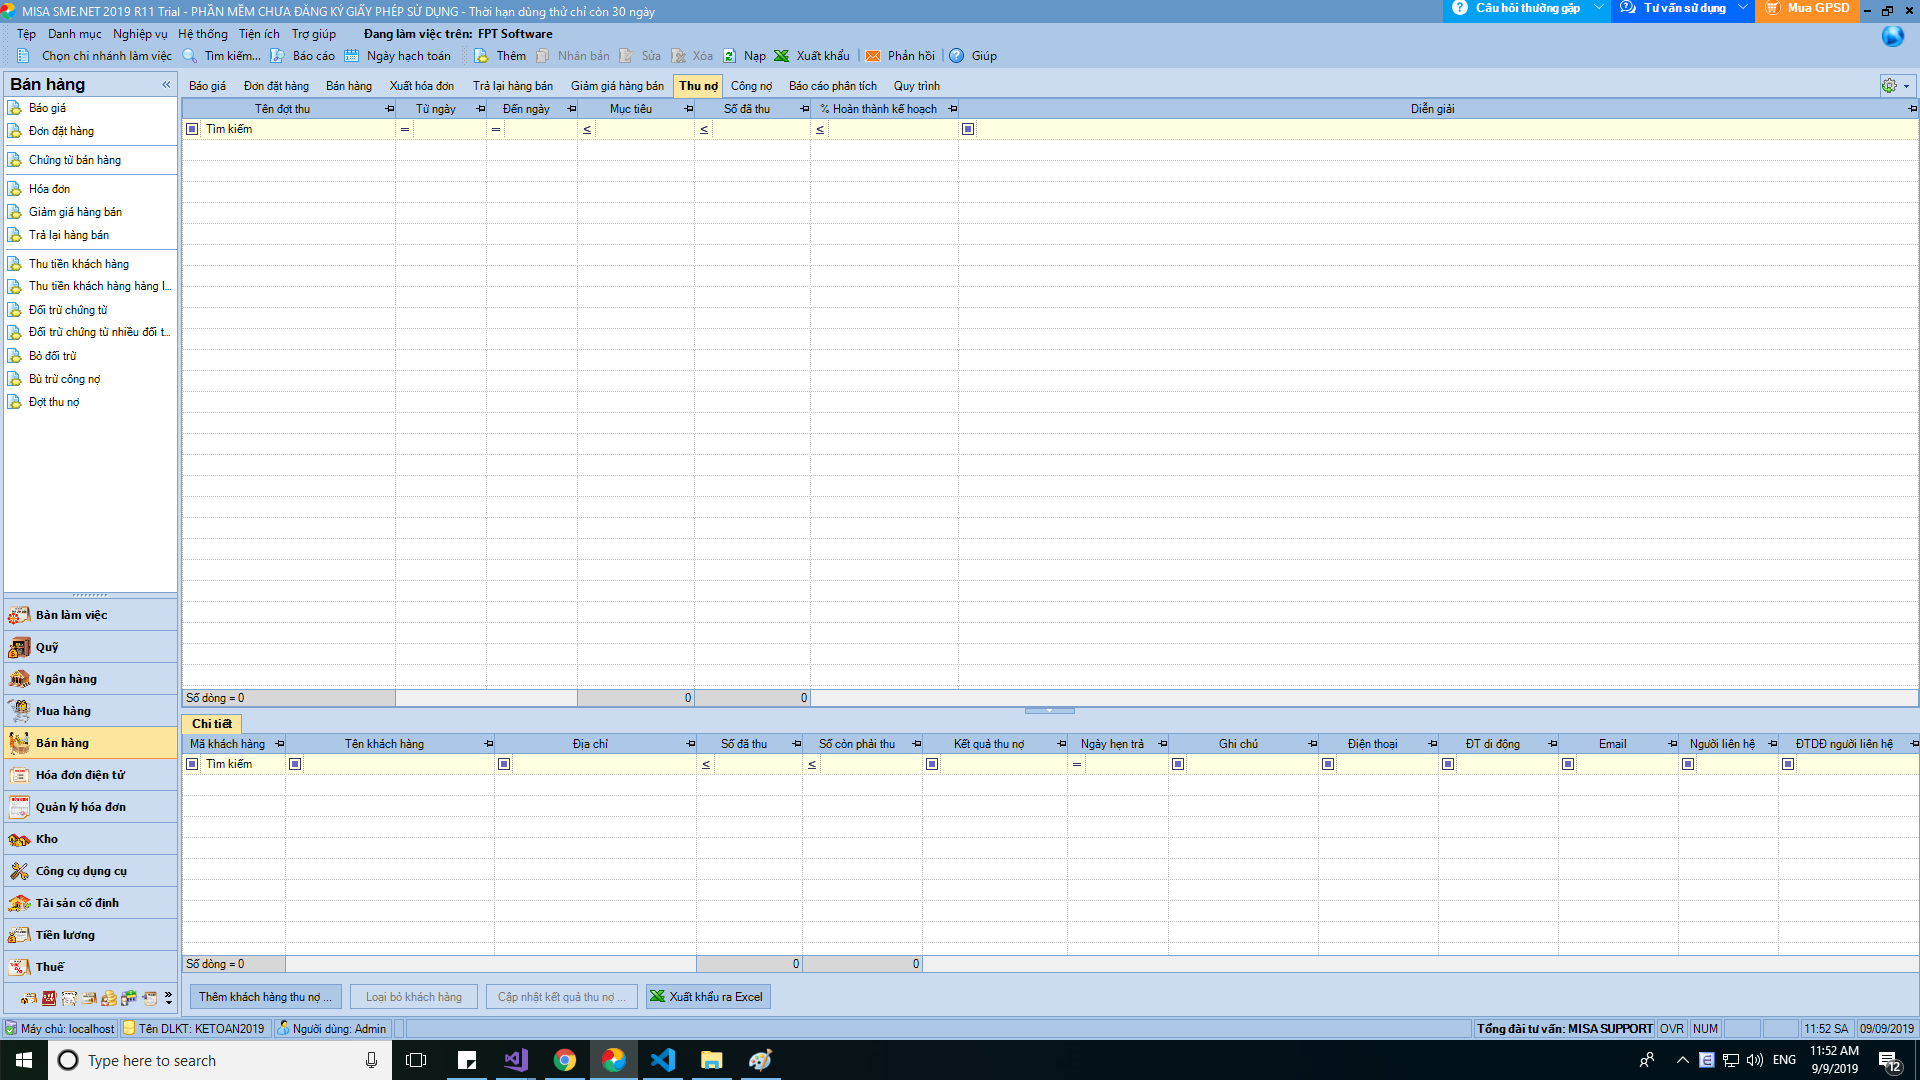 MISA SME.NET 2019 R11 Trial - PHẦN MỀM CHƯA ĐĂNG KÝ GIẤY PHÉP SỬ DỤNG - Thời hạn dùng thử chỉ còn 30 ngày
Câu hỏi thường gặp
Tư vấn sử dụng
Mua GPSD
Tệp Danh mục Nghiệp vụ Hệ thống Tiện ích Trợ giúp Đang làm việc trên: FPT Software
Chọn chi nhánh làm việc Tìm kiếm... Báo cáo Ngày hạch toán Thêm Nhân bản Sửa Xóa Nạp Xuất khẩu Phản hồi Giúp
Bán hàng «
Báo giá
Đơn đặt hàng
Chứng từ bán hàng
Hóa đơn
Giảm giá hàng bán
Trả lại hàng bán
Thu tiền khách hàng
Thu tiền khách hàng hàng l...
Đối trừ chứng từ
Đối trừ chứng từ nhiều đối t...
Bỏ đối trừ
Bù trừ công nợ
Đợt thu nợ
Bàn làm việc
Quỹ
Ngân hàng
Mua hàng
Bán hàng
Hóa đơn điện tử
Quản lý hóa đơn
Kho
Công cụ dụng cụ
Tài sản cố định
Tiền lương
Thuế
Báo giá Đơn đặt hàng Bán hàng Xuất hóa đơn Trả lại hàng bán Giảm giá hàng bán Thu nợ Công nợ Báo cáo phân tích Quy trình
Tên đợt thu Từ ngày Đến ngày Mục tiêu Số đã thu % Hoàn thành kế hoạch Diễn giải
Tìm kiếm = = ≤ ≤ ≤
Số dòng = 0 0 0
Chi tiết
Mã khách hàng Tên khách hàng Địa chỉ Số đã thu Số còn phải thu Kết quả thu nợ Ngày hẹn trả Ghi chú Điện thoại ĐT di động Email Người liên hệ ĐTDĐ người liên hệ
Tìm kiếm ≤ ≤ =
Số dòng = 0 0 0
Thêm khách hàng thu nợ ... Loại bỏ khách hàng Cập nhật kết quả thu nợ ... Xuất khẩu ra Excel
Máy chủ: localhost Tên DLKT: KETOAN2019 Người dùng: Admin Tổng đài tư vấn: MISA SUPPORT OVR NUM 11:52 SA 09/09/2019
Type here to search
ENG
11:52 AM
9/9/2019
12